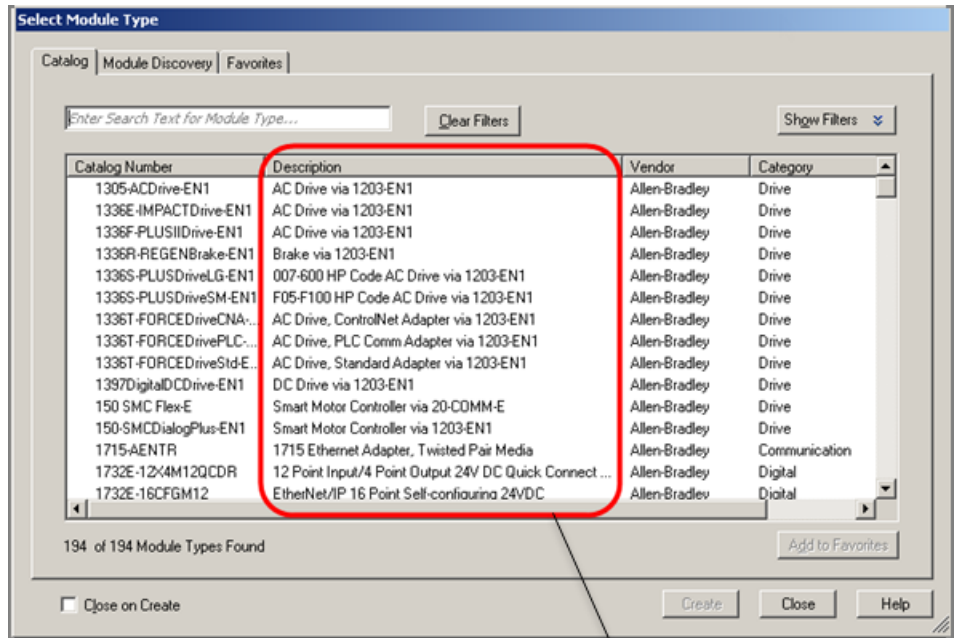 Select Module Type
Catalog Module Discovery Favorites
Enter Search Text for Module Type... Clear Filters Show Filters
Catalog Number Description Vendor Category
1305-ACDrive-EN1 AC Drive via 1203-EN1 Allen-Bradley Drive
1336E-IMPACTDrive-EN1 AC Drive via 1203-EN1 Allen-Bradley Drive
1336F-PLUSIIDrive-EN1 AC Drive via 1203-EN1 Allen-Bradley Drive
1336R-REGENBrake-EN1 Brake via 1203-EN1 Allen-Bradley Drive
1336S-PLUSDriveLG-EN1 007-600 HP Code AC Drive via 1203-EN1 Allen-Bradley Drive
1336S-PLUSDriveSM-EN1 F05-F100 HP Code AC Drive via 1203-EN1 Allen-Bradley Drive
1336T-FORCEDriveCNA-... AC Drive, ControlNet Adapter via 1203-EN1 Allen-Bradley Drive
1336T-FORCEDrivePLC-... AC Drive, PLC Comm Adapter via 1203-EN1 Allen-Bradley Drive
1336T-FORCEDriveStd-E... AC Drive, Standard Adapter via 1203-EN1 Allen-Bradley Drive
1397DigitalDCDrive-EN1 DC Drive via 1203-EN1 Allen-Bradley Drive
150 SMC Flex-E Smart Motor Controller via 20-COMM-E Allen-Bradley Drive
150-SMCDialogPlus-EN1 Smart Motor Controller via 1203-EN1 Allen-Bradley Drive
1715-AENTR 1715 Ethernet Adapter, Twisted Pair Media Allen-Bradley Communication
1732E-12X4M12QCDR 12 Point Input/4 Point Output 24V DC Quick Connect ... Allen-Bradley Digital
1732E-16CFGM12 EtherNet/IP 16 Point Self-configuring 24VDC Allen-Bradley Digital
194 of 194 Module Types Found Add to Favorites
Close on Create Create Close Help